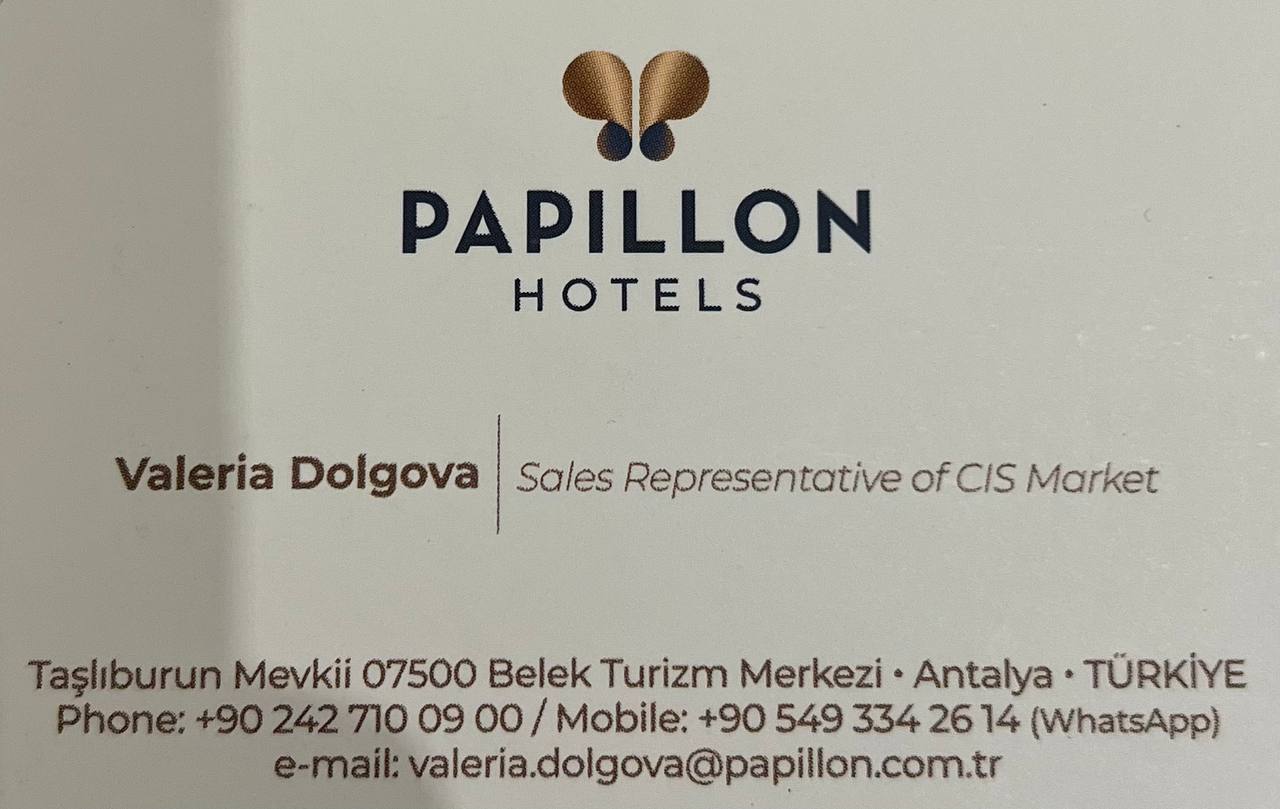 PAPILLON
HOTELS
Valeria Dolgova | Sales Representative of CIS Market
Taşlıburun Mevkii 07500 Belek Turizm Merkezi • Antalya • TÜRKİYE
Phone: +90 242 710 09 00 / Mobile: +90 549 334 26 14 (WhatsApp)
e-mail: valeria.dolgova@papillon.com.tr